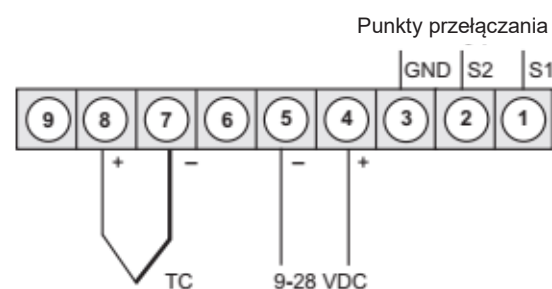 Punkty przełączania
GND S2 S1
9 8 7 6 5 4 3 2 1
+ – – +
TC 9-28 VDC